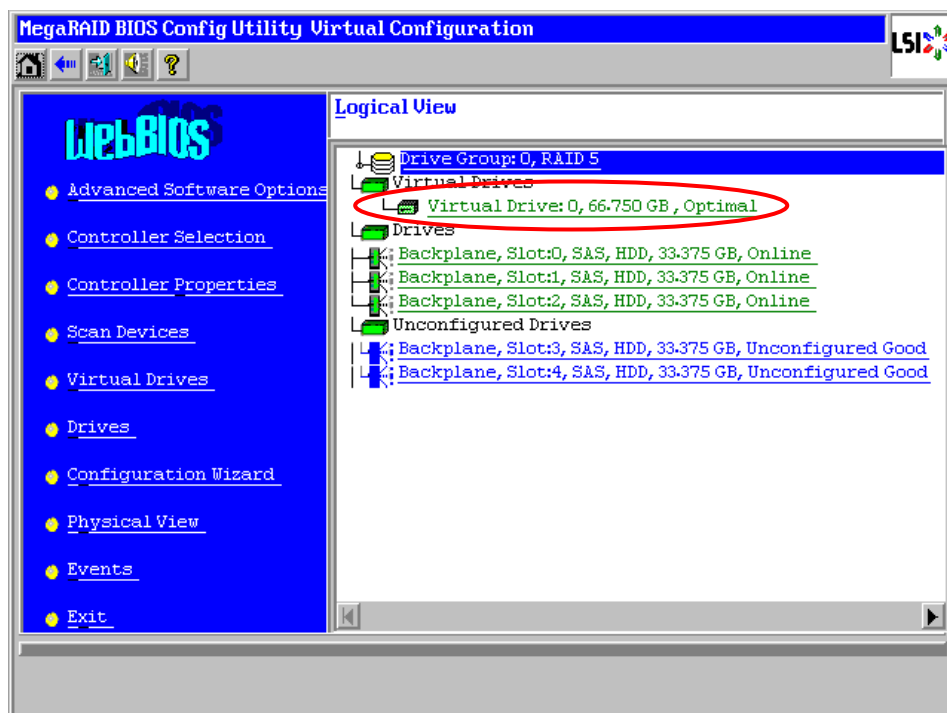 MegaRAID BIOS Config Utility Virtual Configuration
LSI
WebBIOS
Advanced Software Options
Controller Selection
Controller Properties
Scan Devices
Virtual Drives
Drives
Configuration Wizard
Physical View
Events
Exit
Logical View
Drive Group: 0, RAID 5
Virtual Drives
Virtual Drive: 0, 66.750 GB , Optimal
Drives
Backplane, Slot:0, SAS, HDD, 33.375 GB, Online
Backplane, Slot:1, SAS, HDD, 33.375 GB, Online
Backplane, Slot:2, SAS, HDD, 33.375 GB, Online
Unconfigured Drives
Backplane, Slot:3, SAS, HDD, 33.375 GB, Unconfigured Good
Backplane, Slot:4, SAS, HDD, 33.375 GB, Unconfigured Good